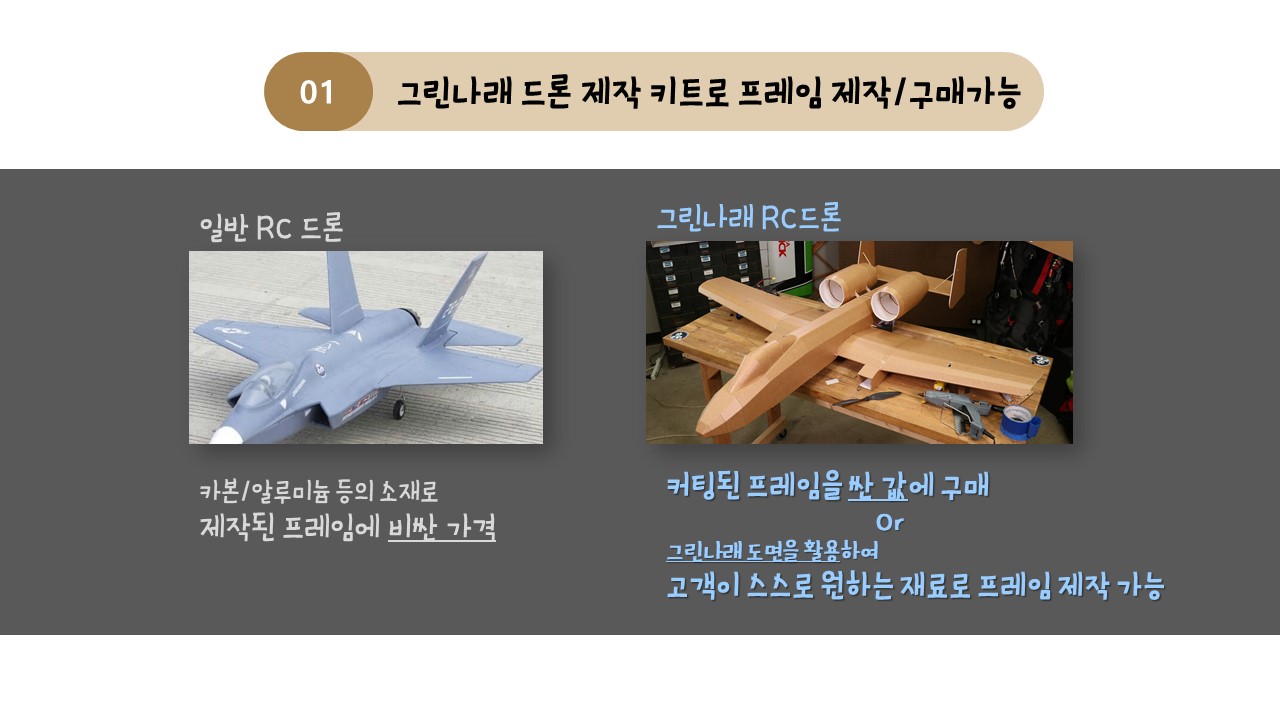 01 그린나래 드론 제작 키트로 프레임 제작/구매가능
일반 RC 드론
카본/알루미늄 등의 소재로
제작된 프레임에 비싼 가격
그린나래 RC드론
커팅된 프레임을 싼 값에 구매
Or
그린나래 도면을 활용하여
고객이 스스로 원하는 재료로 프레임 제작 가능